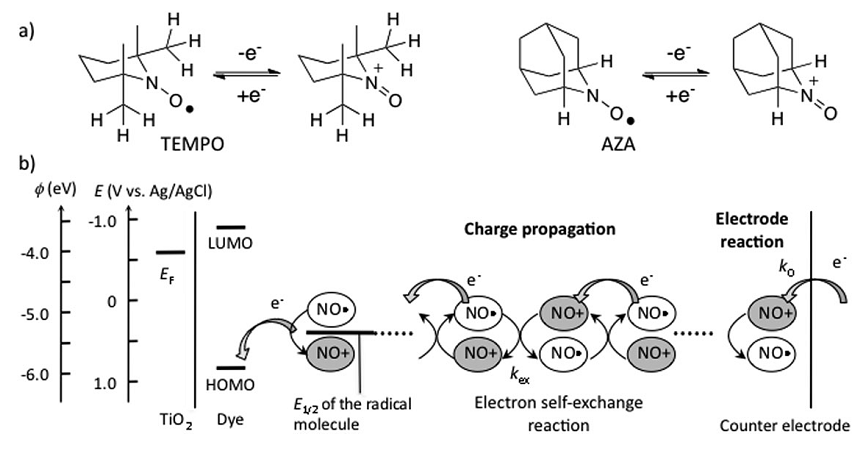 a)
-e⁻
+e⁻
-e⁻
+e⁻
H
H
H
N
O
H
H
H
TEMPO
H
H
H
N
+
O
H
H
H
H
N
O
H
AZA
H
N
+
O
H
b)
ϕ (eV)
E (V vs. Ag/AgCl)
-4.0
-5.0
-6.0
-1.0
0
1.0
E_F
TiO₂
LUMO
HOMO
Dye
e⁻
NO•
NO+
E₁/₂ of the radical
molecule
Charge propagation
e⁻
e⁻
NO•
NO+
NO•
NO+
NO•
NO+
k_ex
Electron self-exchange
reaction
Electrode
reaction
k₀
e⁻
NO+
NO•
Counter electrode